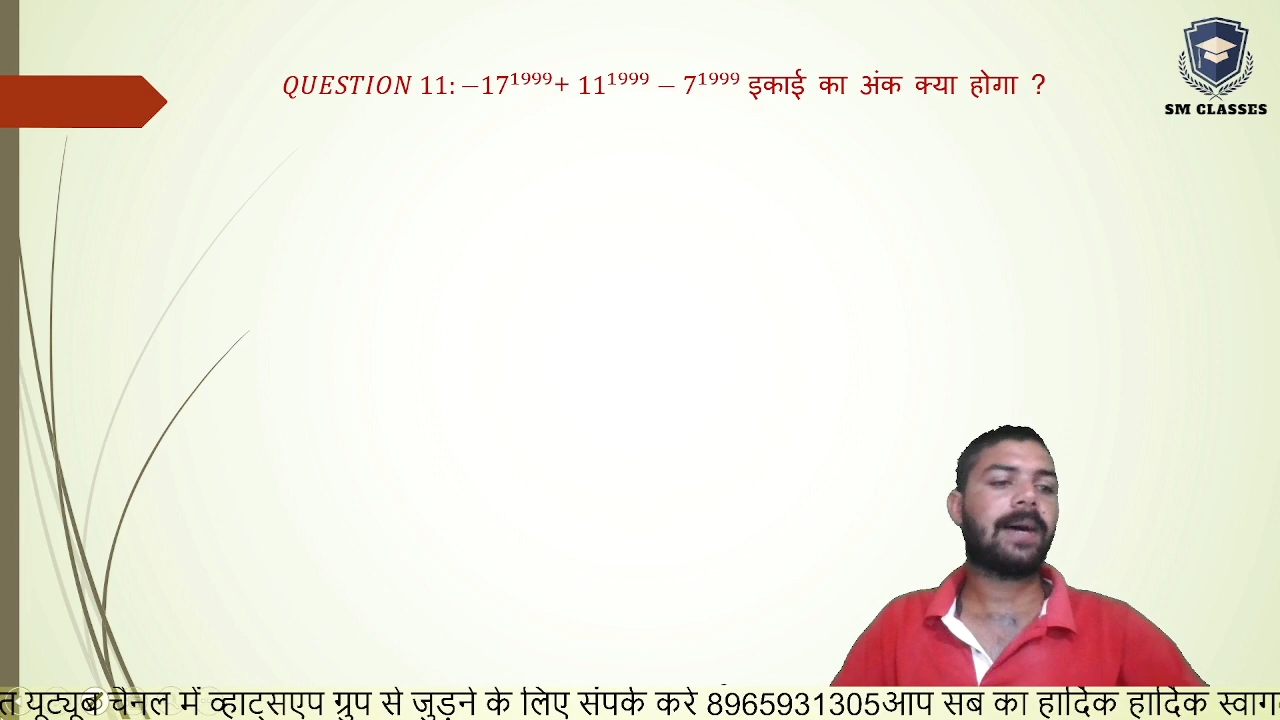 QUESTION 11: −17¹⁹⁹⁹+ 11¹⁹⁹⁹ − 7¹⁹⁹⁹ इकाई का अंक क्या होगा ?
SM CLASSES
त यूट्यूब चैनल में व्हाट्सएप ग्रुप से जुड़ने के लिए संपर्क करें 8965931305आप सब का हार्दिक हार्दिक स्वाग